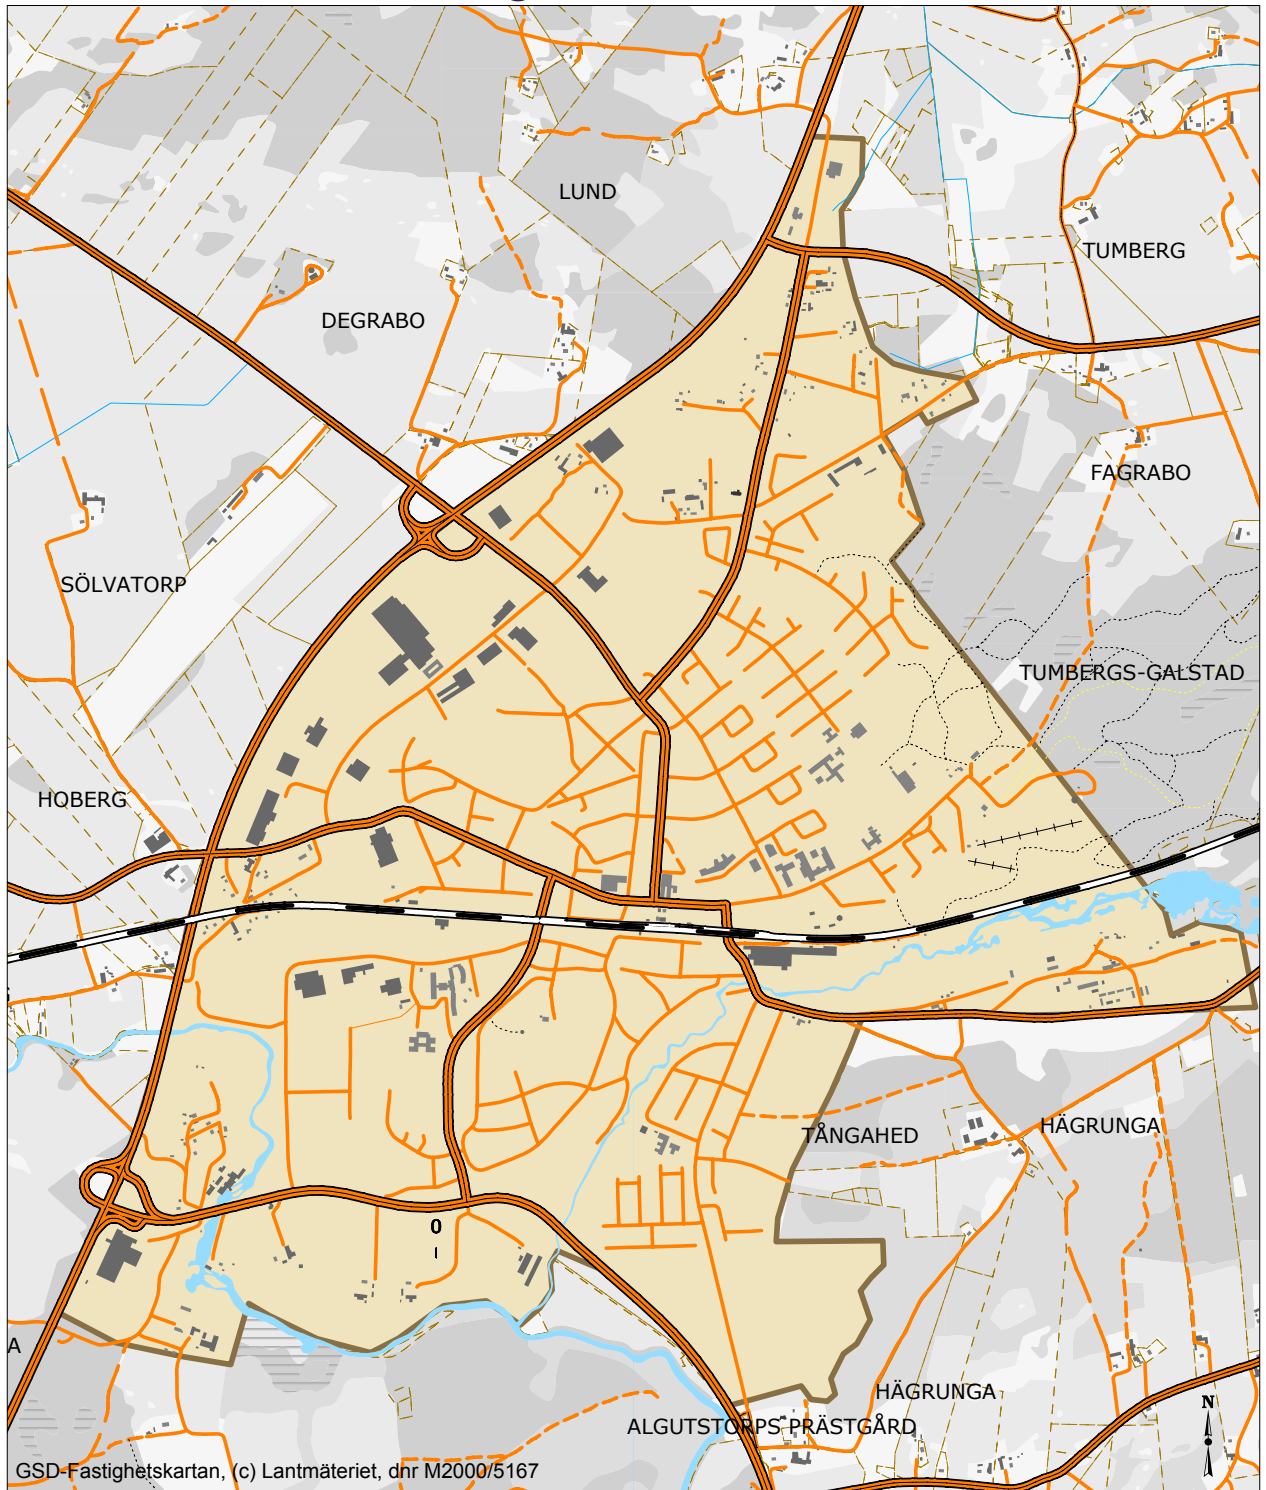 LUND
TUMBERG
DEGRABO
FAGRABO
SÖLVATORP
TUMBERGS-GALSTAD
HOBERG
TÅNGAHED
HÄGRUNGA
0
A
HÄGRUNGA
N
ALGUTSTORPS PRÄSTGÅRD
GSD-Fastighetskartan, (c) Lantmäteriet, dnr M2000/5167